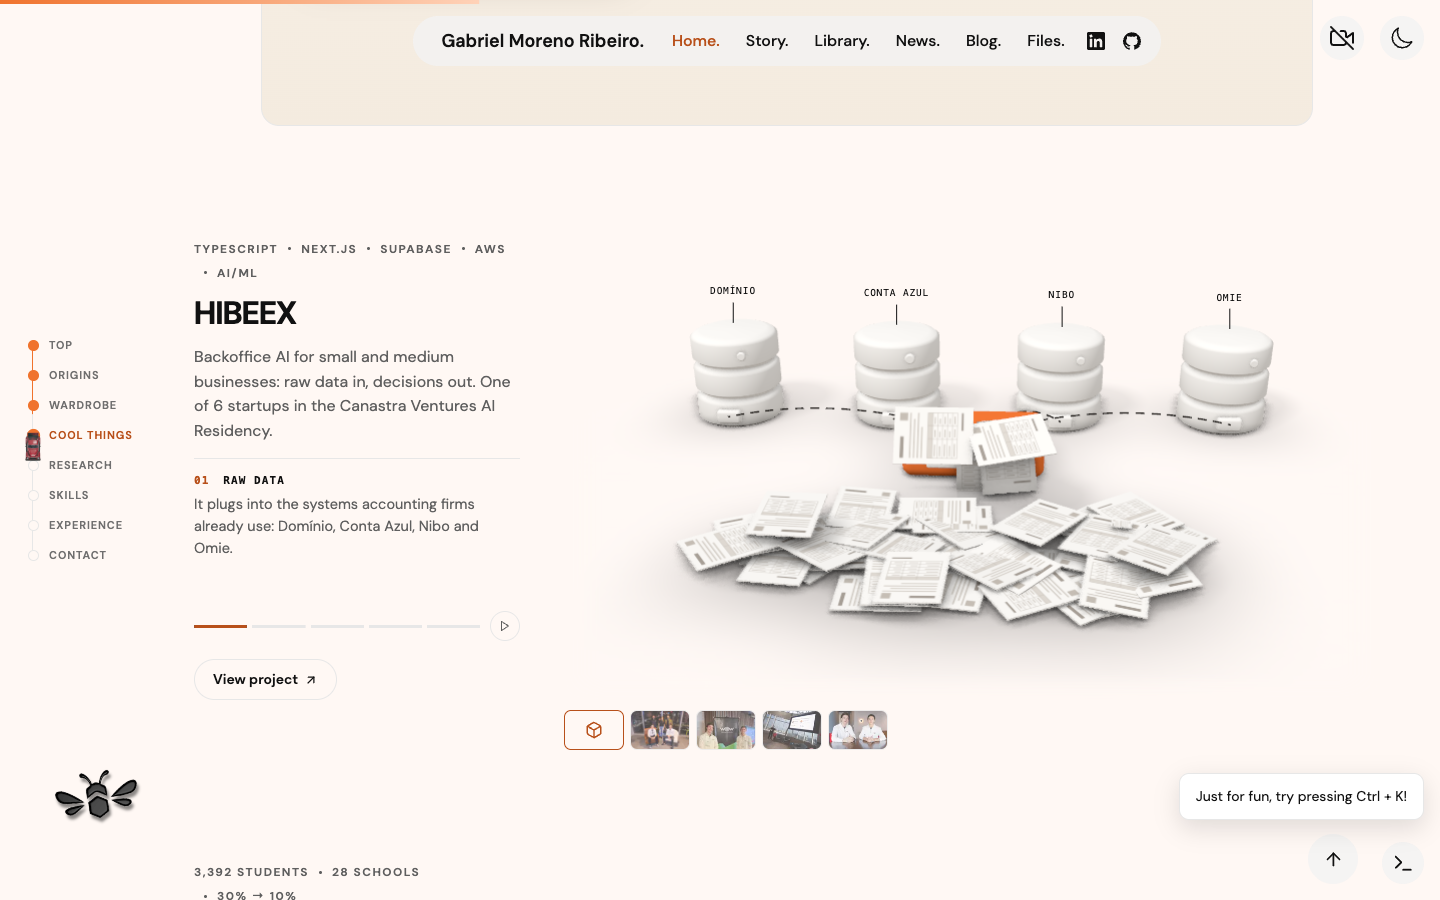 Gabriel Moreno Ribeiro. Home. Story. Library. News. Blog. Files.
TYPESCRIPT • NEXT.JS • SUPABASE • AWS
• AI/ML
HIBEEX
Backoffice AI for small and medium
businesses: raw data in, decisions out. One
of 6 startups in the Canastra Ventures AI
Residency.
01 RAW DATA
It plugs into the systems accounting firms
already use: Domínio, Conta Azul, Nibo and
Omie.
View project
TOP
ORIGINS
WARDROBE
COOL THINGS
RESEARCH
SKILLS
EXPERIENCE
CONTACT
DOMÍNIO
CONTA AZUL
NIBO
OMIE
Just for fun, try pressing Ctrl + K!
3,392 STUDENTS • 28 SCHOOLS
• 30% → 10%